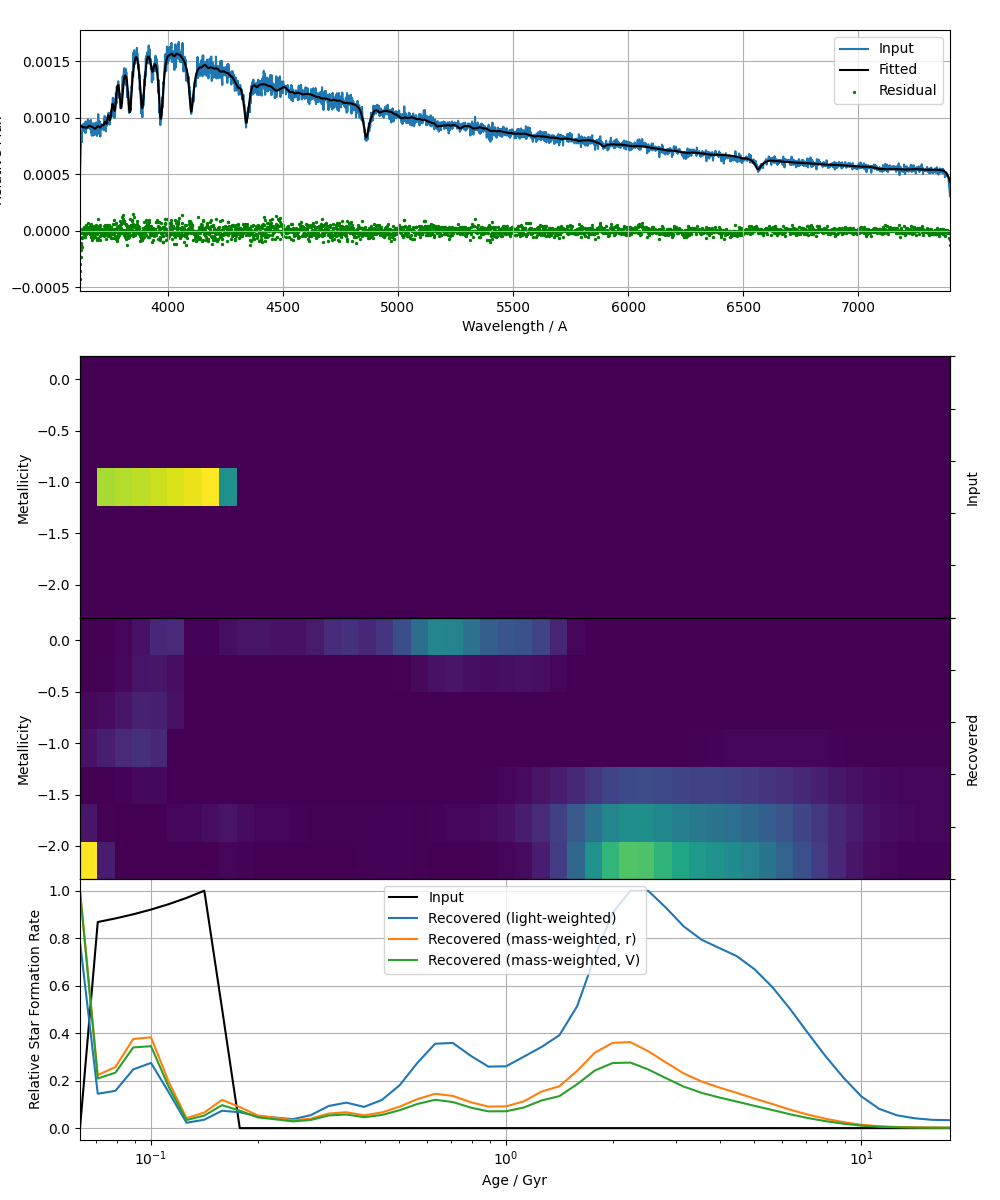 0.0015
0.0010
0.0005
0.0000
−0.0005
Input
Fitted
Residual
4000 4500 5000 5500 6000 6500 7000
Wavelength / A
0.0
−0.5
−1.0
−1.5
−2.0
Metallicity
Input
0.0
−0.5
−1.0
−1.5
−2.0
Metallicity
Recovered
1.0
0.8
0.6
0.4
0.2
0.0
Relative Star Formation Rate
Input
Recovered (light-weighted)
Recovered (mass-weighted, r)
Recovered (mass-weighted, V)
10⁻¹ 10⁰ 10¹
Age / Gyr